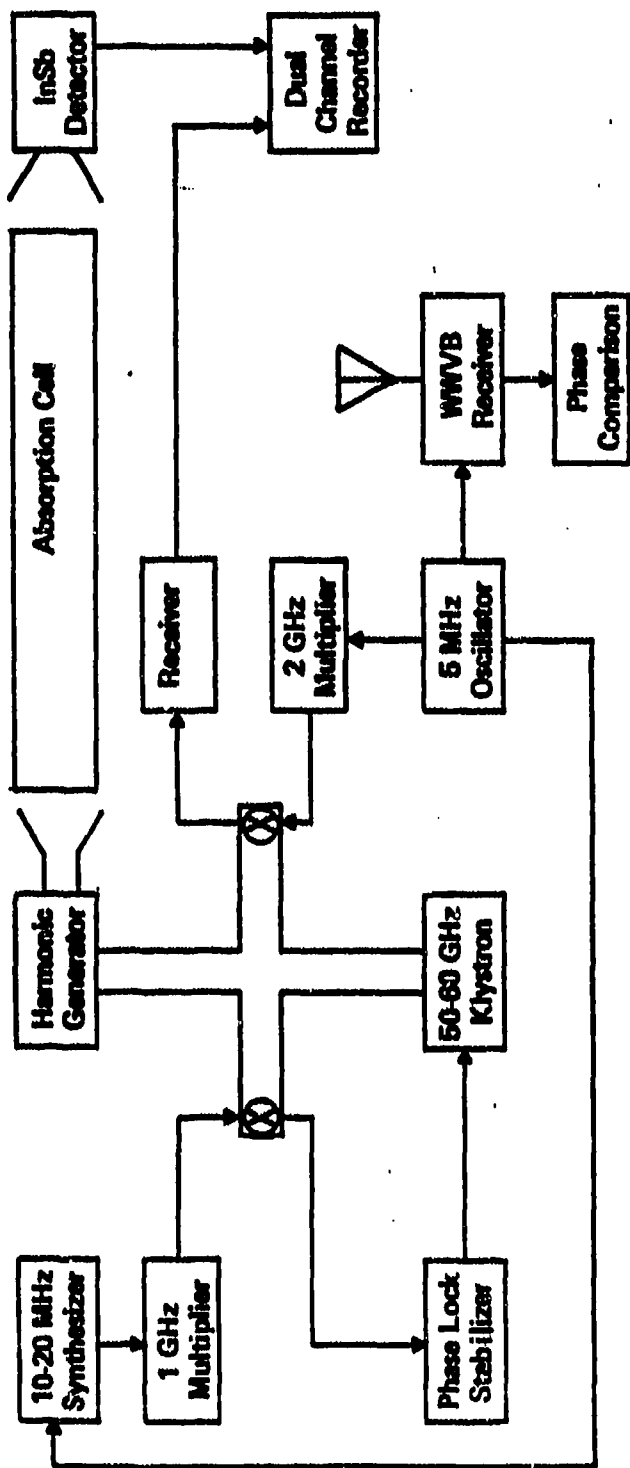 10-20 MHz
Synthesizer
1 GHz
Multiplier
Phase Lock
Stabilizer
Harmonic
Generator
50-60 GHz
Klystron
Absorption Cell
Receiver
2 GHz
Multiplier
5 MHz
Oscillator
WWVB
Receiver
Phase
Comparison
InSb
Detector
Dual
Channel
Recorder